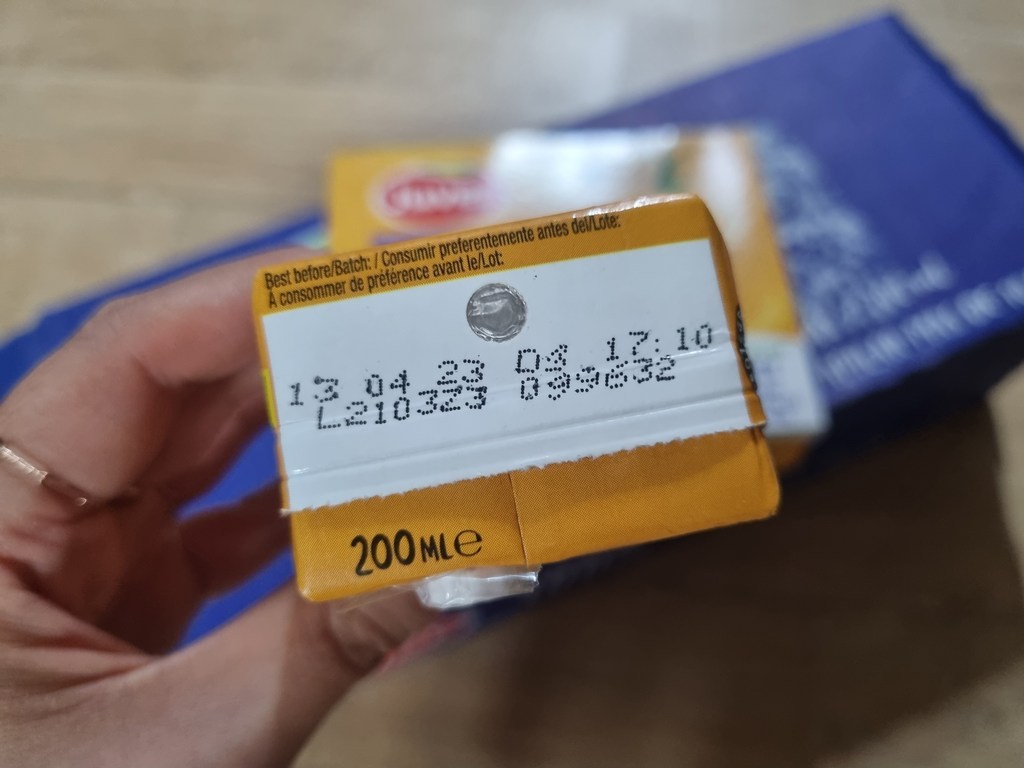 Best before/Batch: / Consumir preferentemente antes del/Lote:
A consommer de préférence avant le/Lot:
13 04 23 04 17:10
L210323 099632
200ML e